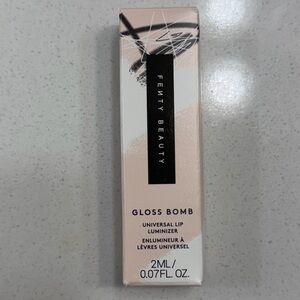 FENTY BEAUTY
GLOSS BOMB
UNIVERSAL LIP
LUMINIZER
ENLUMINEUR À
LÈVRES UNIVERSEL
2ML/
0.07FL. OZ.